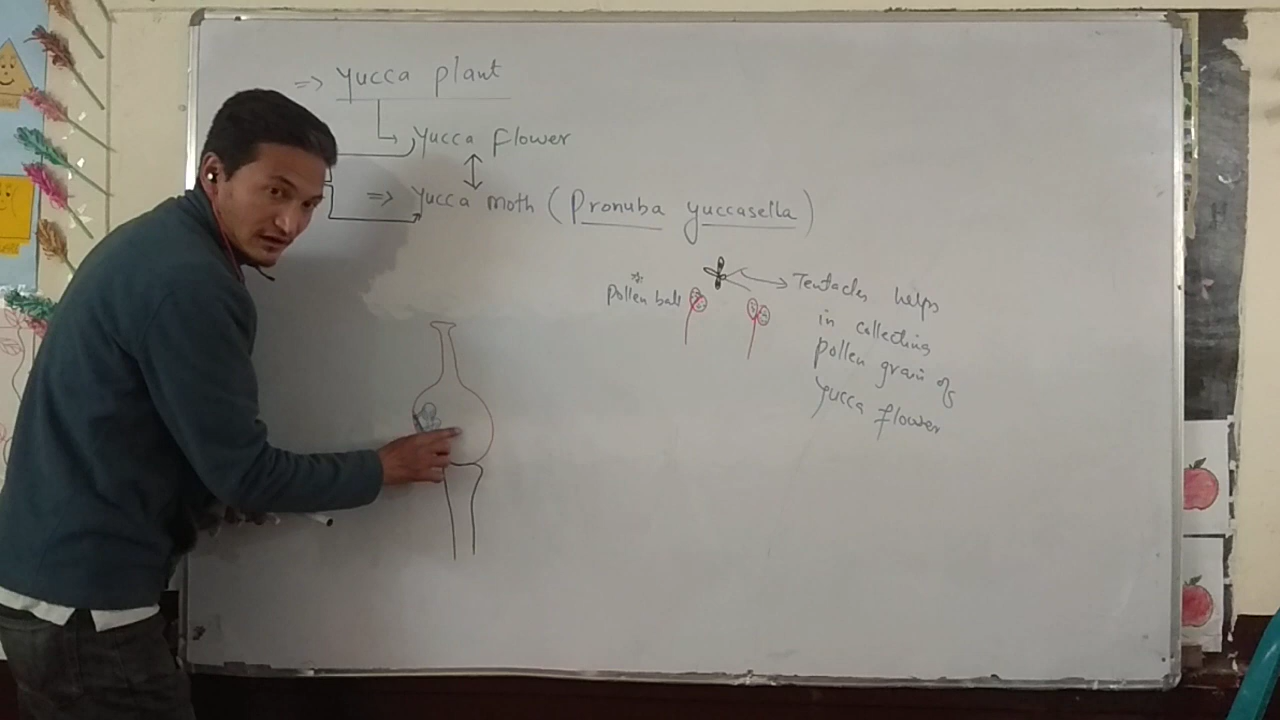 => Yucca plant
Yucca flower
=> Yucca moth (Pronuba yuccasella)
Pollen ball
Tentacles helps
in collecting
pollen grain of
Yucca flower